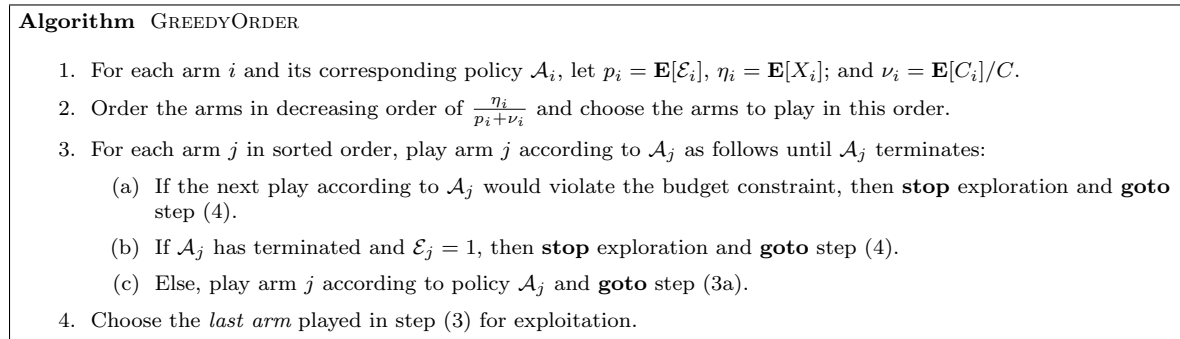 Algorithm GREEDYORDER
1. For each arm i and its corresponding policy 𝒜ᵢ, let pᵢ = E[ℰᵢ], ηᵢ = E[Xᵢ]; and νᵢ = E[Cᵢ]/C.
2. Order the arms in decreasing order of ηᵢ/(pᵢ+νᵢ) and choose the arms to play in this order.
3. For each arm j in sorted order, play arm j according to 𝒜ⱼ as follows until 𝒜ⱼ terminates:
(a) If the next play according to 𝒜ⱼ would violate the budget constraint, then stop exploration and goto
step (4).
(b) If 𝒜ⱼ has terminated and ℰⱼ = 1, then stop exploration and goto step (4).
(c) Else, play arm j according to policy 𝒜ⱼ and goto step (3a).
4. Choose the last arm played in step (3) for exploitation.